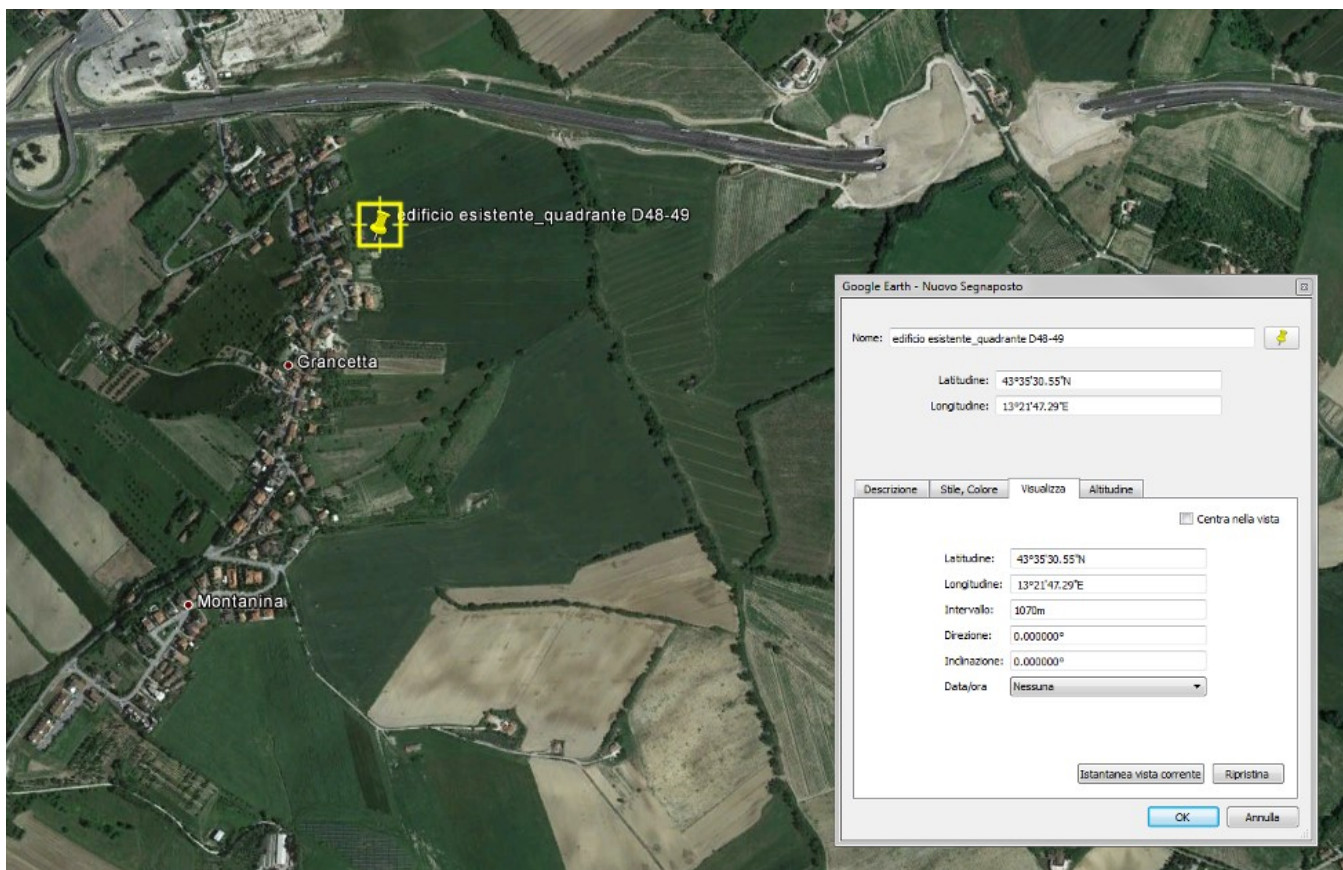 edificio esistente_quadrante D48-49
Grancetta
Montanina
Google Earth - Nuovo Segnaposto
Nome: edificio esistente_quadrante D48-49
Latitudine: 43°35'30.55"N
Longitudine: 13°21'47.29"E
Descrizione Stile, Colore Visualizza Altitudine
Centra nella vista
Latitudine: 43°35'30.55"N
Longitudine: 13°21'47.29"E
Intervallo: 1070m
Direzione: 0.000000°
Inclinazione: 0.000000°
Data/ora Nessuna
Istantanea vista corrente Ripristina
OK Annulla